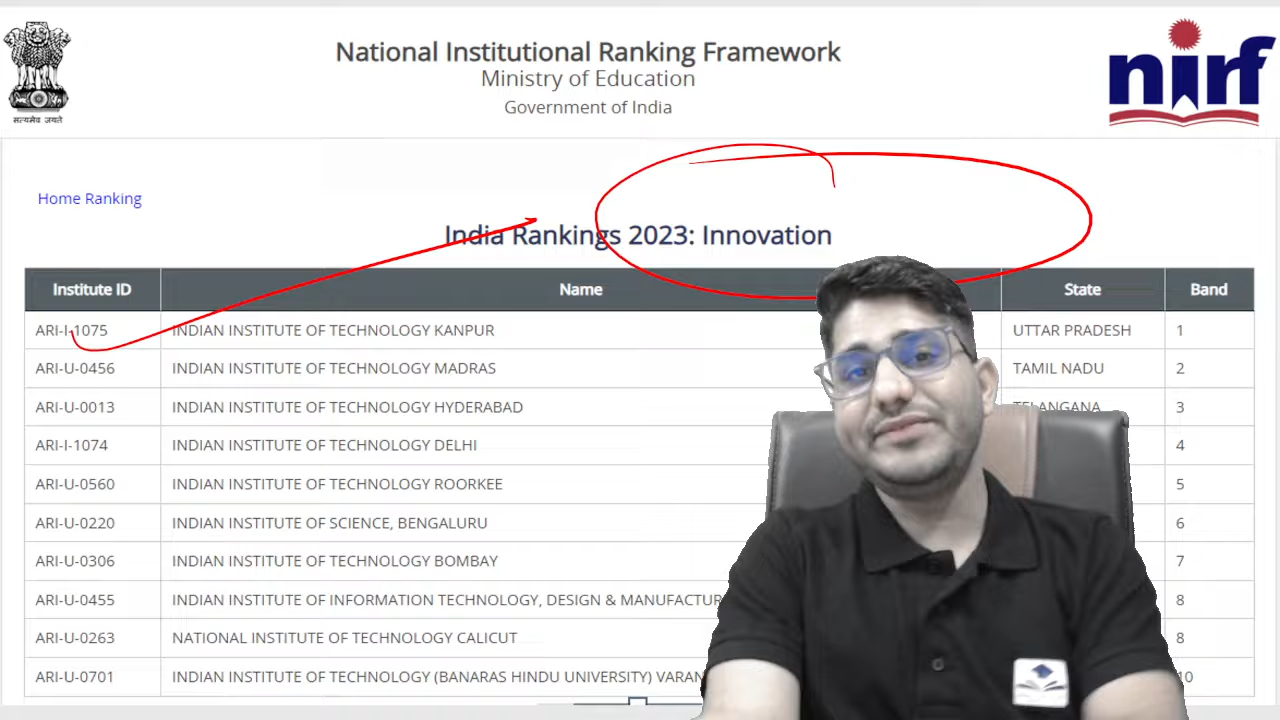 National Institutional Ranking Framework
Ministry of Education
Government of India
सत्यमेव जयते
nirf
Home Ranking
India Rankings 2023: Innovation
Institute ID Name State Band
ARI-I-1075 INDIAN INSTITUTE OF TECHNOLOGY KANPUR UTTAR PRADESH 1
ARI-U-0456 INDIAN INSTITUTE OF TECHNOLOGY MADRAS TAMIL NADU 2
ARI-U-0013 INDIAN INSTITUTE OF TECHNOLOGY HYDERABAD TELANGANA 3
ARI-I-1074 INDIAN INSTITUTE OF TECHNOLOGY DELHI 4
ARI-U-0560 INDIAN INSTITUTE OF TECHNOLOGY ROORKEE 5
ARI-U-0220 INDIAN INSTITUTE OF SCIENCE, BENGALURU 6
ARI-U-0306 INDIAN INSTITUTE OF TECHNOLOGY BOMBAY 7
ARI-U-0455 INDIAN INSTITUTE OF INFORMATION TECHNOLOGY, DESIGN & MANUFACTUR 8
ARI-U-0263 NATIONAL INSTITUTE OF TECHNOLOGY CALICUT 8
ARI-U-0701 INDIAN INSTITUTE OF TECHNOLOGY (BANARAS HINDU UNIVERSITY) VARAN 10